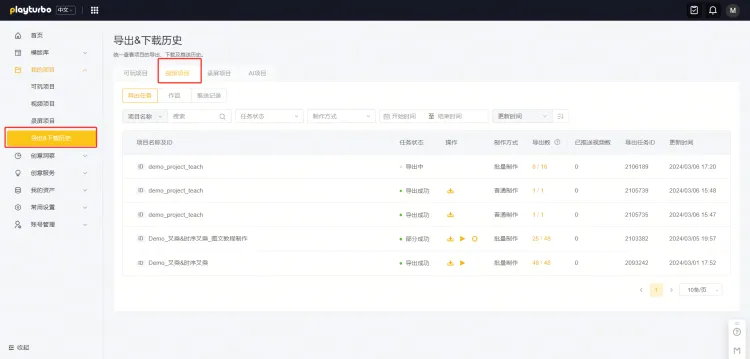 playturbo 中文
M
首页
模板库
我的项目
可玩项目
视频项目
录屏项目
导出&下载历史
创意洞察
创意服务
我的资产
常用设置
账号管理
收起
导出&下载历史
统一查看项目的导出、下载及推送历史。
可玩项目 视频项目 录屏项目 AI项目
导出任务 作品 推送记录
项目名称 搜索 任务状态 制作方式 开始时间 至 结束时间 更新时间
项目名称及ID 任务状态 操作 制作方式 导出数 已推送视频数 导出任务ID 更新时间
ID demo_project_teach 导出中 批量制作 0 2106189 2024/03/06 17:20
ID demo_project_teach 导出成功 普通制作 1 / 1 0 2105739 2024/03/06 15:48
ID demo_project_teach 导出成功 普通制作 1 / 1 0 2105735 2024/03/06 15:47
ID Demo_叉乘&时序叉乘_图文教程制作 部分成功 批量制作 25 / 48 0 2103382 2024/03/05 19:57
ID Demo_叉乘&时序叉乘 导出成功 批量制作 48 / 48 0 2093242 2024/03/01 17:52
1 10条/页